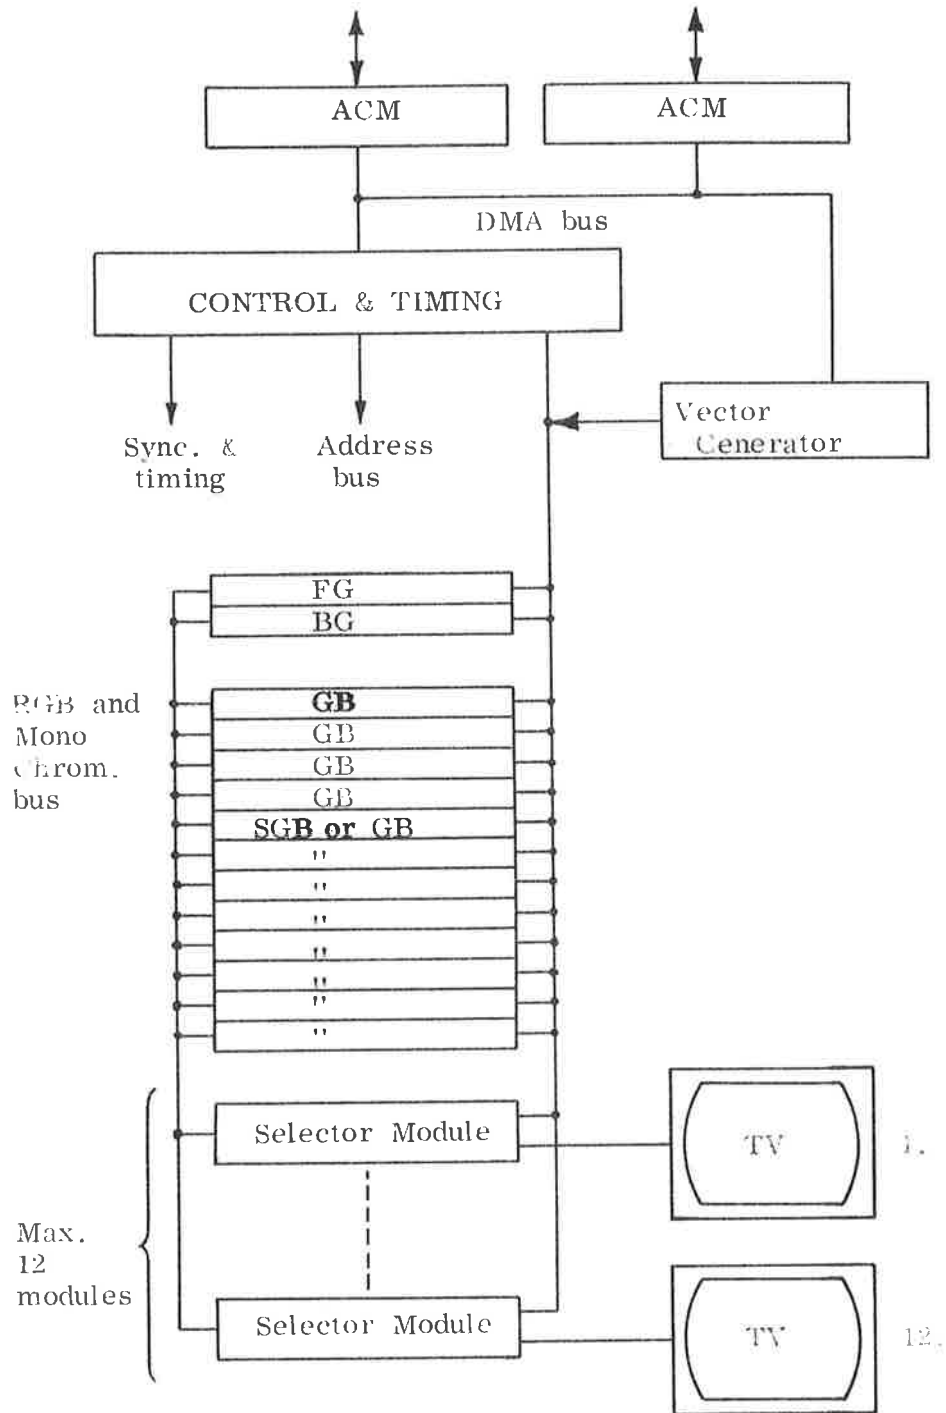 ACM
ACM
DMA bus
CONTROL & TIMING
Vector
Generator
Sync. &
timing
Address
bus
FG
BG
RGB and
Mono
Chrom.
bus
GB
GB
GB
GB
SGB or GB
"
"
"
"
"
"
"
Selector Module
TV
1.
Max.
12
modules
Selector Module
TV
12.